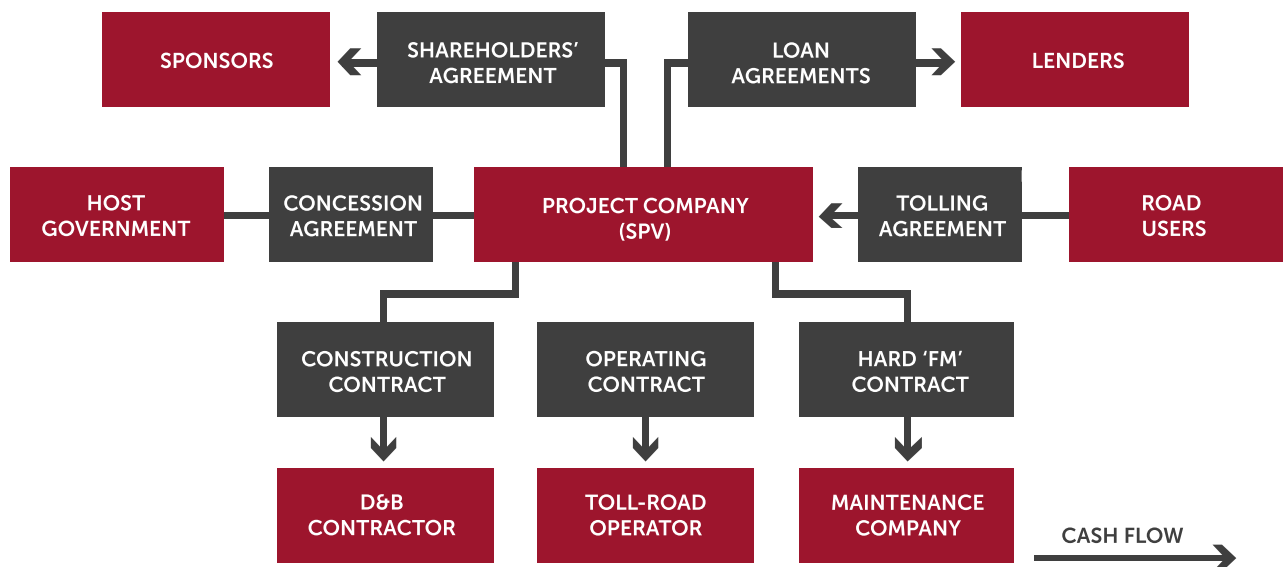 SPONSORS
SHAREHOLDERS'
AGREEMENT
LOAN
AGREEMENTS
LENDERS
HOST
GOVERNMENT
CONCESSION
AGREEMENT
PROJECT COMPANY
(SPV)
TOLLING
AGREEMENT
ROAD
USERS
CONSTRUCTION
CONTRACT
OPERATING
CONTRACT
HARD 'FM'
CONTRACT
D&B
CONTRACTOR
TOLL-ROAD
OPERATOR
MAINTENANCE
COMPANY
CASH FLOW